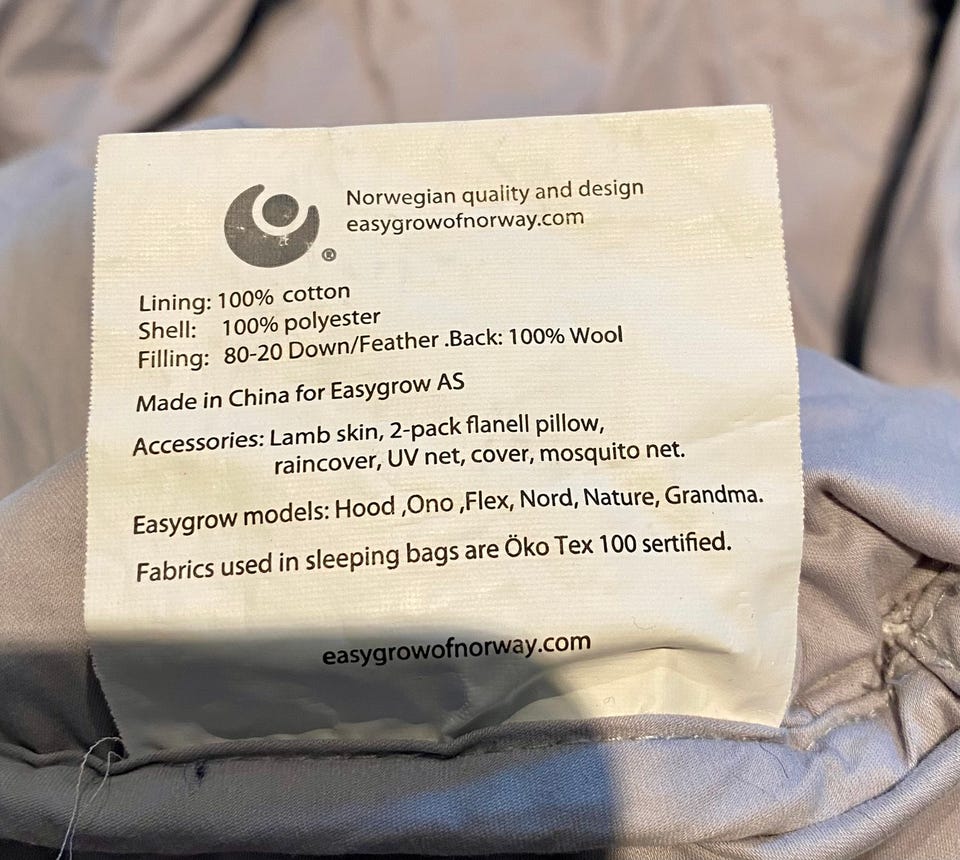 Norwegian quality and design
easygrowofnorway.com
®
Lining: 100% cotton
Shell: 100% polyester
Filling: 80-20 Down/Feather .Back: 100% Wool
Made in China for Easygrow AS
Accessories: Lamb skin, 2-pack flanell pillow,
raincover, UV net, cover, mosquito net.
Easygrow models: Hood ,Ono ,Flex, Nord, Nature, Grandma.
Fabrics used in sleeping bags are Öko Tex 100 sertified.
easygrowofnorway.com